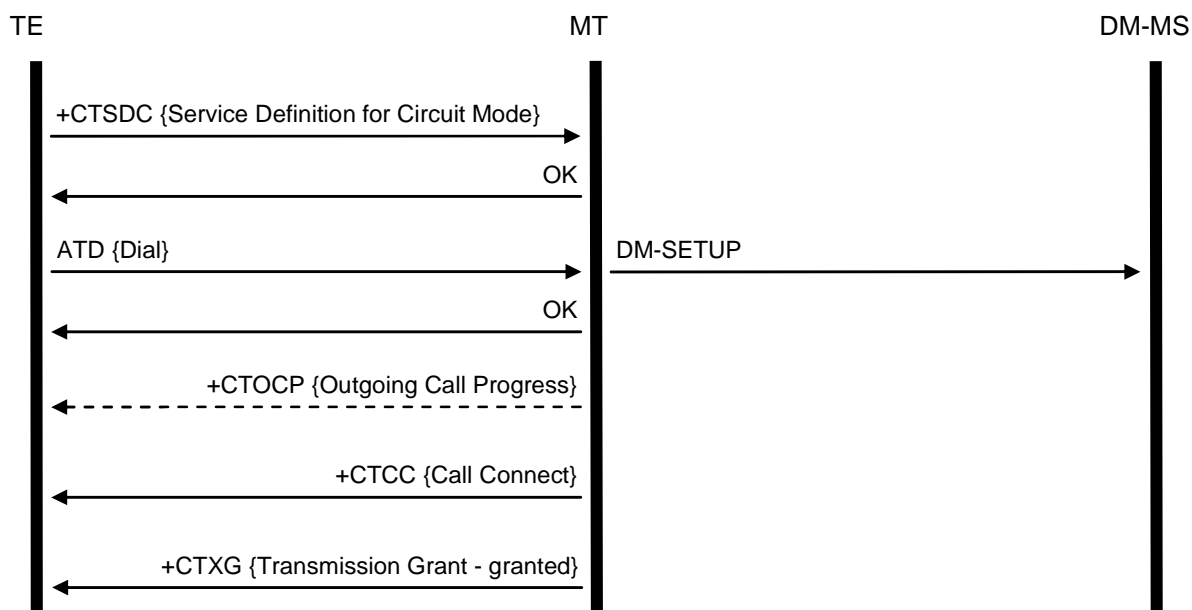 TE
MT
DM-MS
+CTSDC {Service Definition for Circuit Mode}
OK
ATD {Dial}
DM-SETUP
OK
+CTOCP {Outgoing Call Progress}
+CTCC {Call Connect}
+CTXG {Transmission Grant - granted}